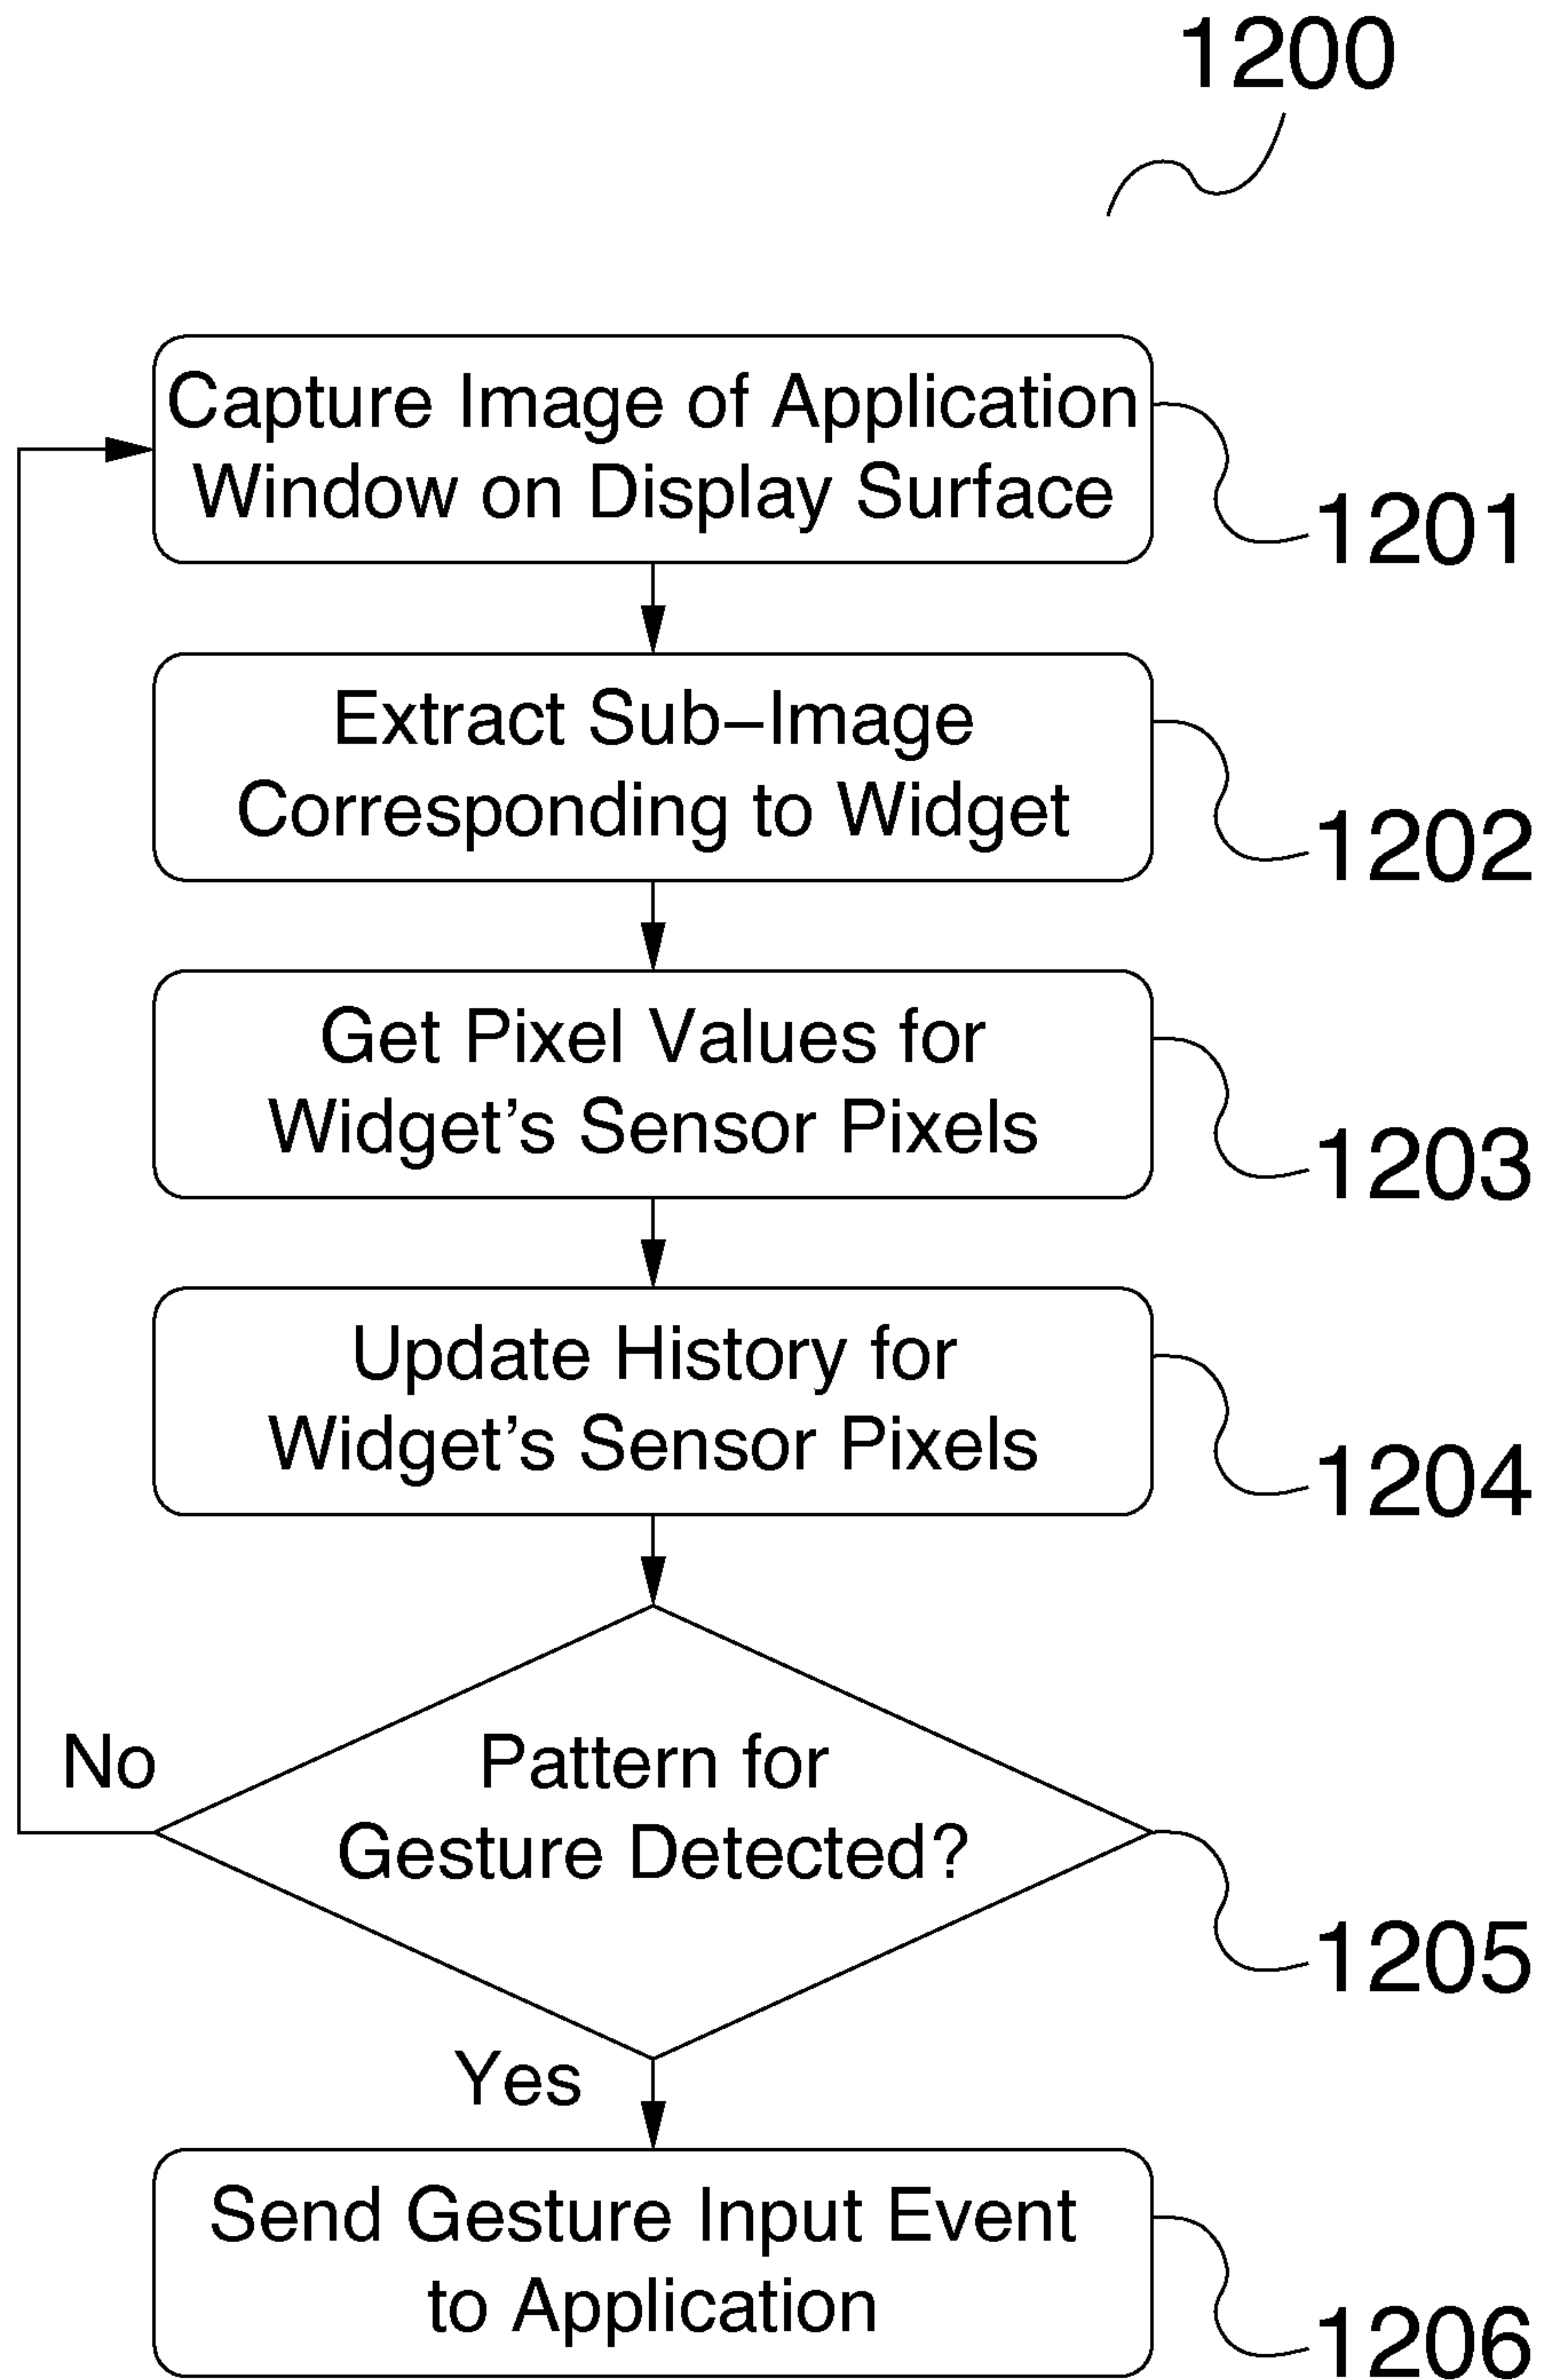 1200
Capture Image of Application
Window on Display Surface
1201
Extract Sub-Image
Corresponding to Widget
1202
Get Pixel Values for
Widget's Sensor Pixels
1203
Update History for
Widget's Sensor Pixels
1204
No
Pattern for
Gesture Detected?
1205
Yes
Send Gesture Input Event
to Application
1206